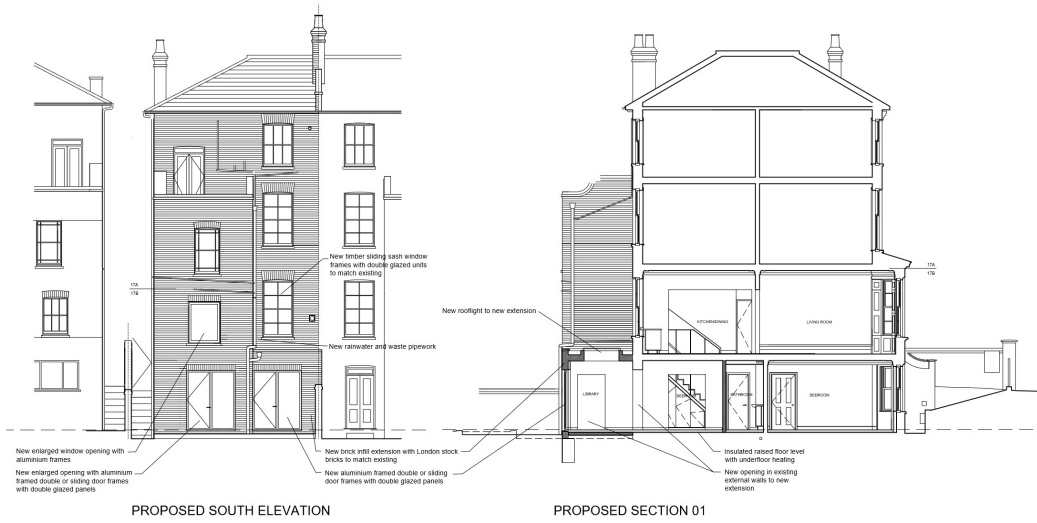 New timber sliding sash window
frames with double glazed units
to match existing
17A
17B
New rainwater and waste pipework
New enlarged window opening with
aluminium frames
New enlarged opening with aluminium
framed double or sliding door frames
with double glazed panels
New brick infill extension with London stock
bricks to match existing
New aluminium framed double or sliding
door frames with double glazed panels
PROPOSED SOUTH ELEVATION
17A
17B
New rooflight to new extension
KITCHEN/DINING
LIVING ROOM
LIBRARY
BATHROOM
BEDROOM
Insulated raised floor level
with underfloor heating
New opening in existing
external walls to new
extension
PROPOSED SECTION 01